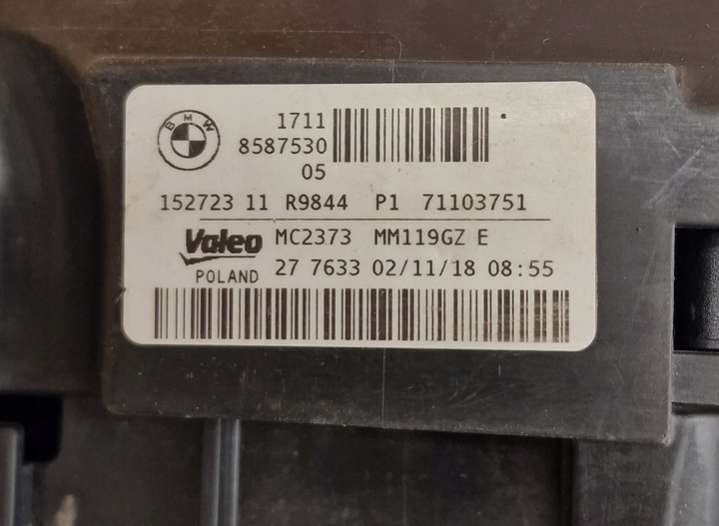 BMW
1711
8587530
05
152723 11 R9844 P1 71103751
Valeo MC2373 MM119GZ E
POLAND 27 7633 02/11/18 08:55